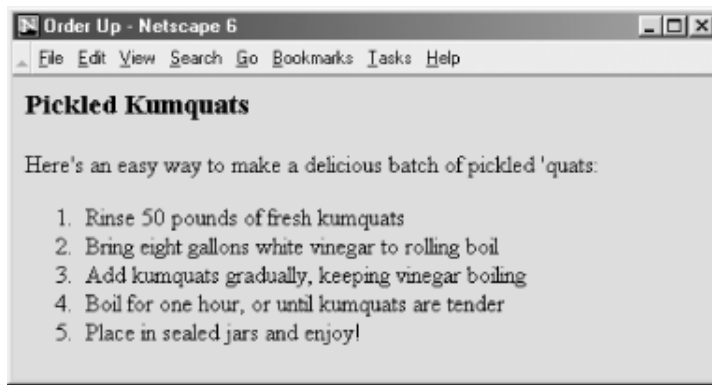 Order Up - Netscape 6
File Edit View Search Go Bookmarks Tasks Help
Pickled Kumquats
Here's an easy way to make a delicious batch of pickled 'quats:
1. Rinse 50 pounds of fresh kumquats
2. Bring eight gallons white vinegar to rolling boil
3. Add kumquats gradually, keeping vinegar boiling
4. Boil for one hour, or until kumquats are tender
5. Place in sealed jars and enjoy!